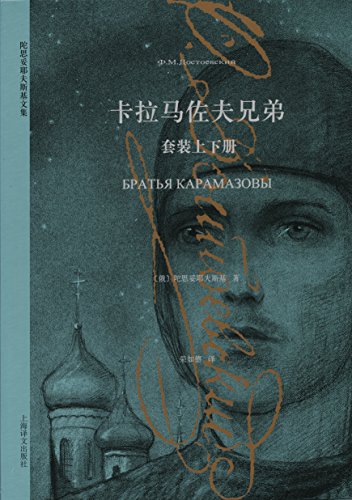 陀思妥耶夫斯基文集
Ф.М.Достоевский
卡拉马佐夫兄弟
套装上下册
БРАТЬЯ КАРАМАЗОВЫ
〔俄〕陀思妥耶夫斯基 著
荣如德 译
上海译文出版社